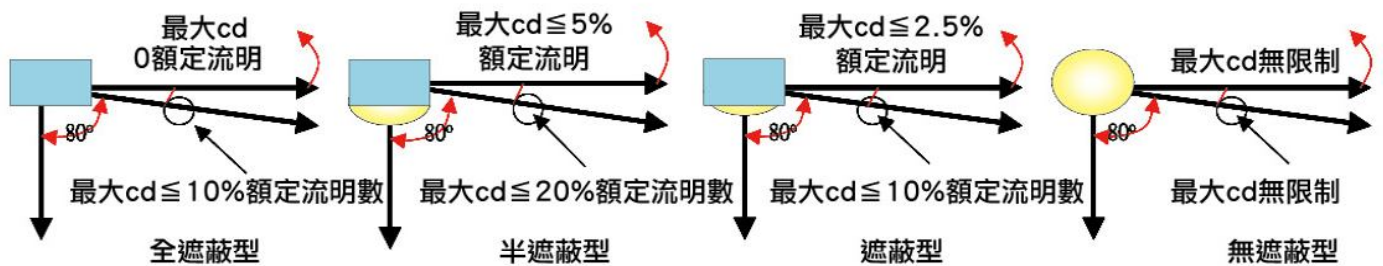 最大cd
0額定流明
80º
最大cd≦10%額定流明數
全遮蔽型
最大cd≦5%
額定流明
80º
最大cd≦20%額定流明數
半遮蔽型
最大cd≦2.5%
額定流明
80º
最大cd≦10%額定流明數
遮蔽型
最大cd無限制
80º
最大cd無限制
無遮蔽型